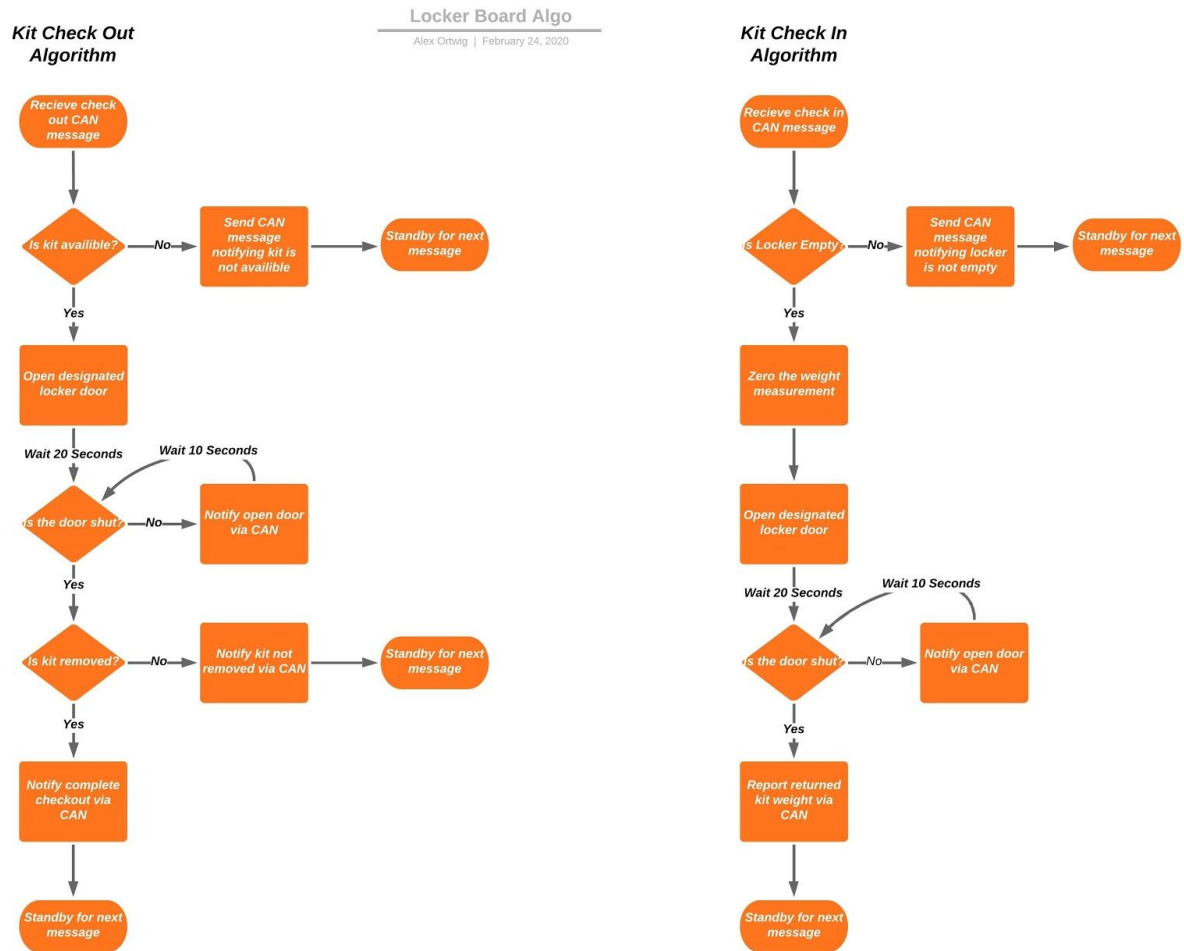 Locker Board Algo
Alex Ortwig | February 24, 2020
Kit Check Out
Algorithm
Recieve check
out CAN
message
Is kit availible?
No
Send CAN
message
notifying kit is
not availible
Standby for next
message
Yes
Open designated
locker door
Wait 20 Seconds
Wait 10 Seconds
Is the door shut?
No
Notify open door
via CAN
Yes
Is kit removed?
No
Notify kit not
removed via CAN
Standby for next
message
Yes
Notify complete
checkout via
CAN
Standby for next
message
Kit Check In
Algorithm
Recieve check in
CAN message
Is Locker Empty?
No
Send CAN
message
notifying locker
is not empty
Standby for next
message
Yes
Zero the weight
measurement
Open designated
locker door
Wait 20 Seconds
Wait 10 Seconds
Is the door shut?
No
Notify open door
via CAN
Yes
Report returned
kit weight via
CAN
Standby for next
message